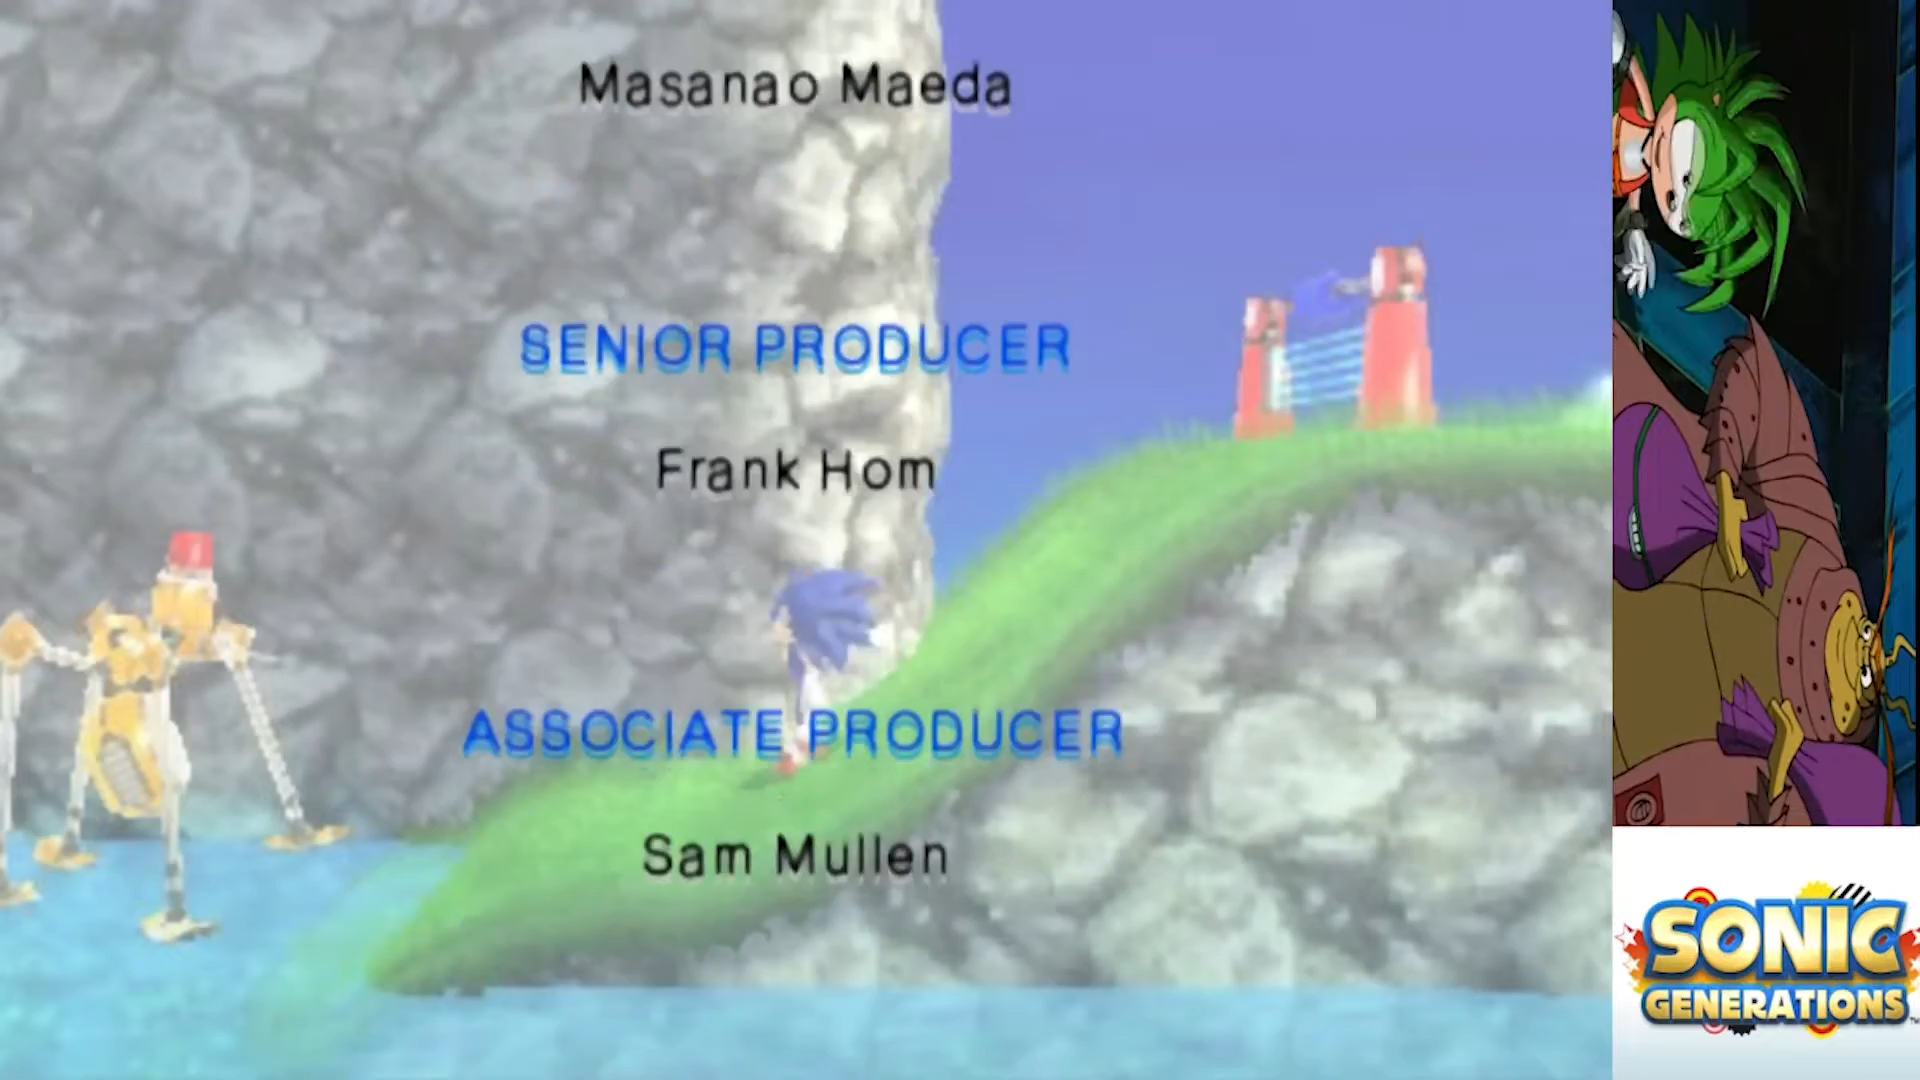 Masanao Maeda
SENIOR PRODUCER
Frank Hom
ASSOCIATE PRODUCER
Sam Mullen
SONIC
GENERATIONS